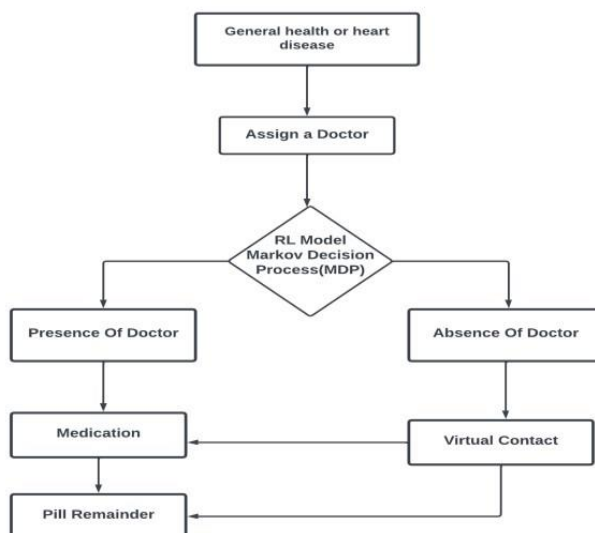 General health or heart
disease
Assign a Doctor
RL Model
Markov Decision
Process(MDP)
Presence Of Doctor
Absence Of Doctor
Medication
Virtual Contact
Pill Remainder